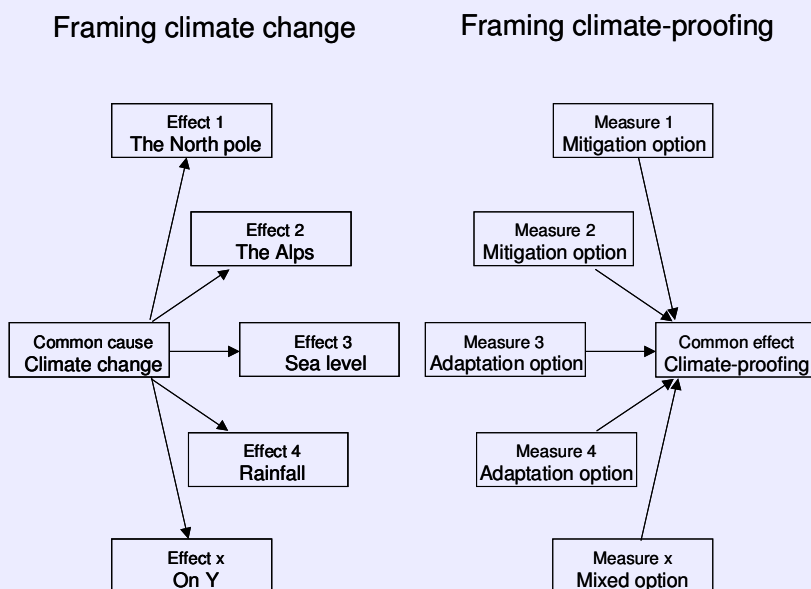 Framing climate change
Effect 1
The North pole
Effect 2
The Alps
Common cause
Climate change
Effect 3
Sea level
Effect 4
Rainfall
Effect x
On Y
Framing climate-proofing
Measure 1
Mitigation option
Measure 2
Mitigation option
Measure 3
Adaptation option
Common effect
Climate-proofing
Measure 4
Adaptation option
Measure x
Mixed option